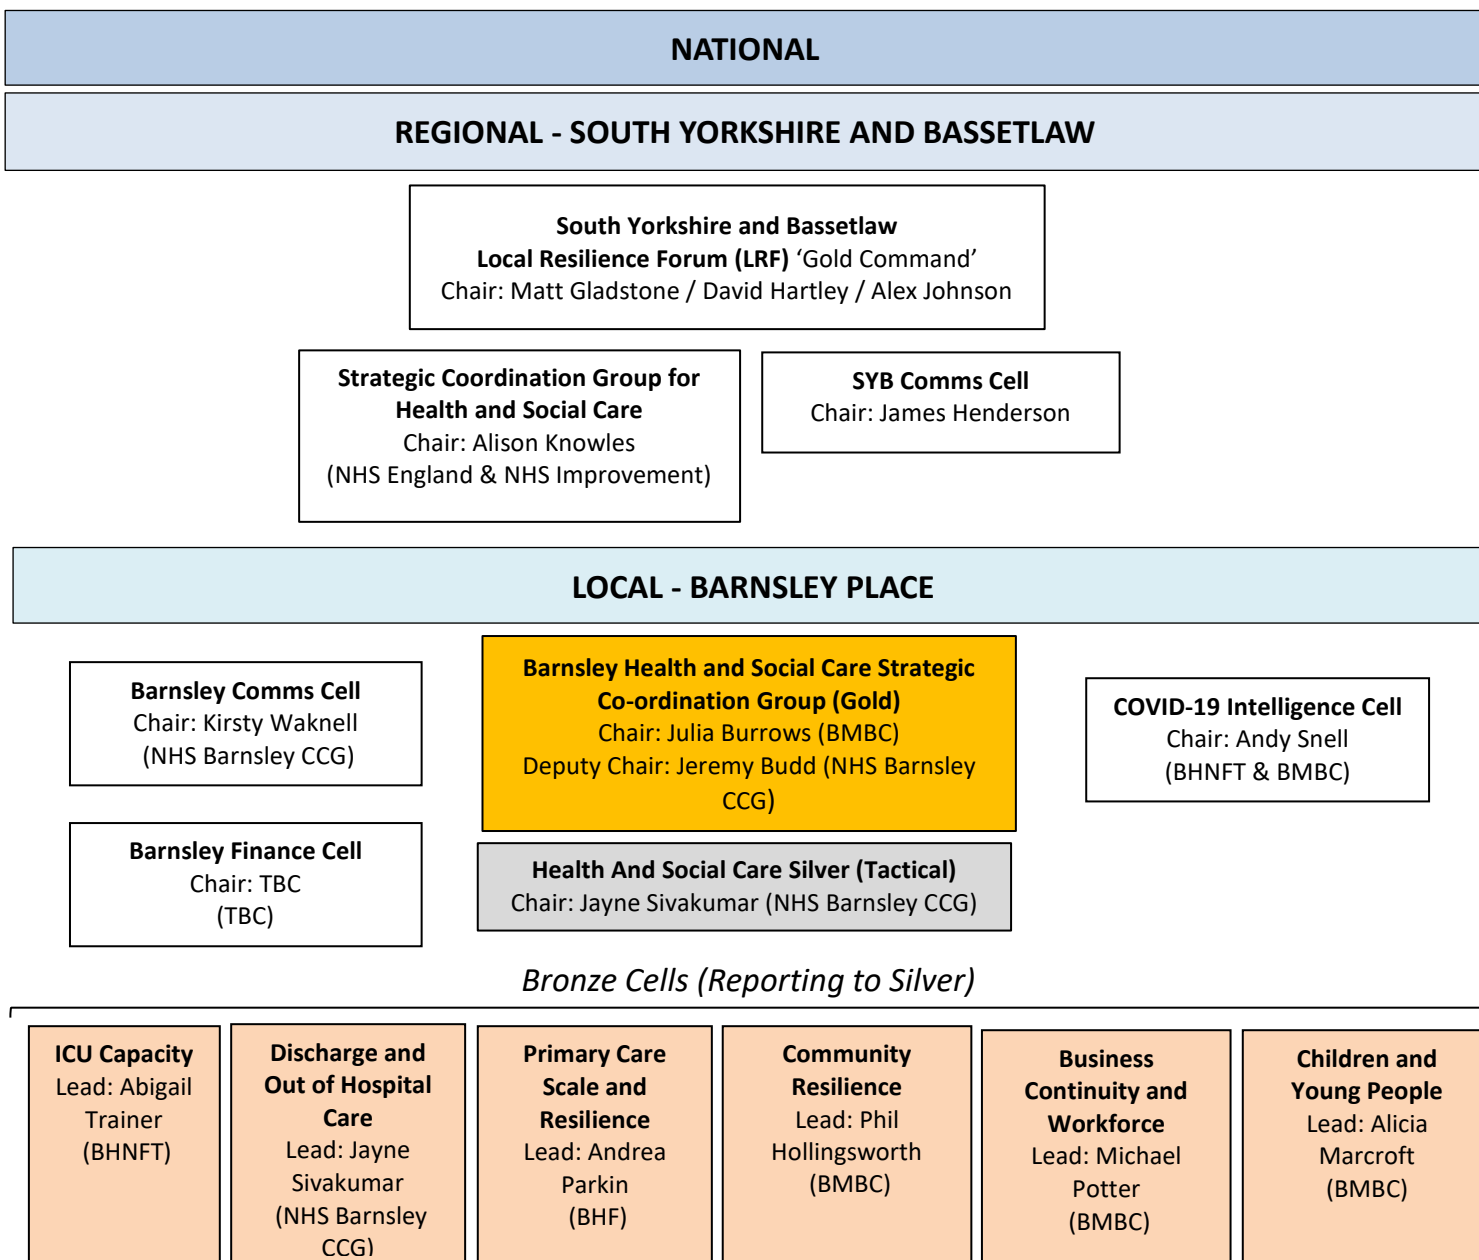 NATIONAL
REGIONAL - SOUTH YORKSHIRE AND BASSETLAW
South Yorkshire and Bassetlaw
Local Resilience Forum (LRF) ‘Gold Command’
Chair: Matt Gladstone / David Hartley / Alex Johnson
Strategic Coordination Group for
Health and Social Care
Chair: Alison Knowles
(NHS England & NHS Improvement)
SYB Comms Cell
Chair: James Henderson
LOCAL - BARNSLEY PLACE
Barnsley Comms Cell
Chair: Kirsty Waknell
(NHS Barnsley CCG)
Barnsley Health and Social Care Strategic
Co-ordination Group (Gold)
Chair: Julia Burrows (BMBC)
Deputy Chair: Jeremy Budd (NHS Barnsley
CCG)
COVID-19 Intelligence Cell
Chair: Andy Snell
(BHNFT & BMBC)
Barnsley Finance Cell
Chair: TBC
(TBC)
Health And Social Care Silver (Tactical)
Chair: Jayne Sivakumar (NHS Barnsley CCG)
Bronze Cells (Reporting to Silver)
ICU Capacity
Lead: Abigail
Trainer
(BHNFT)
Discharge and
Out of Hospital
Care
Lead: Jayne
Sivakumar
(NHS Barnsley
CCG)
Primary Care
Scale and
Resilience
Lead: Andrea
Parkin
(BHF)
Community
Resilience
Lead: Phil
Hollingsworth
(BMBC)
Business
Continuity and
Workforce
Lead: Michael
Potter
(BMBC)
Children and
Young People
Lead: Alicia
Marcroft
(BMBC)